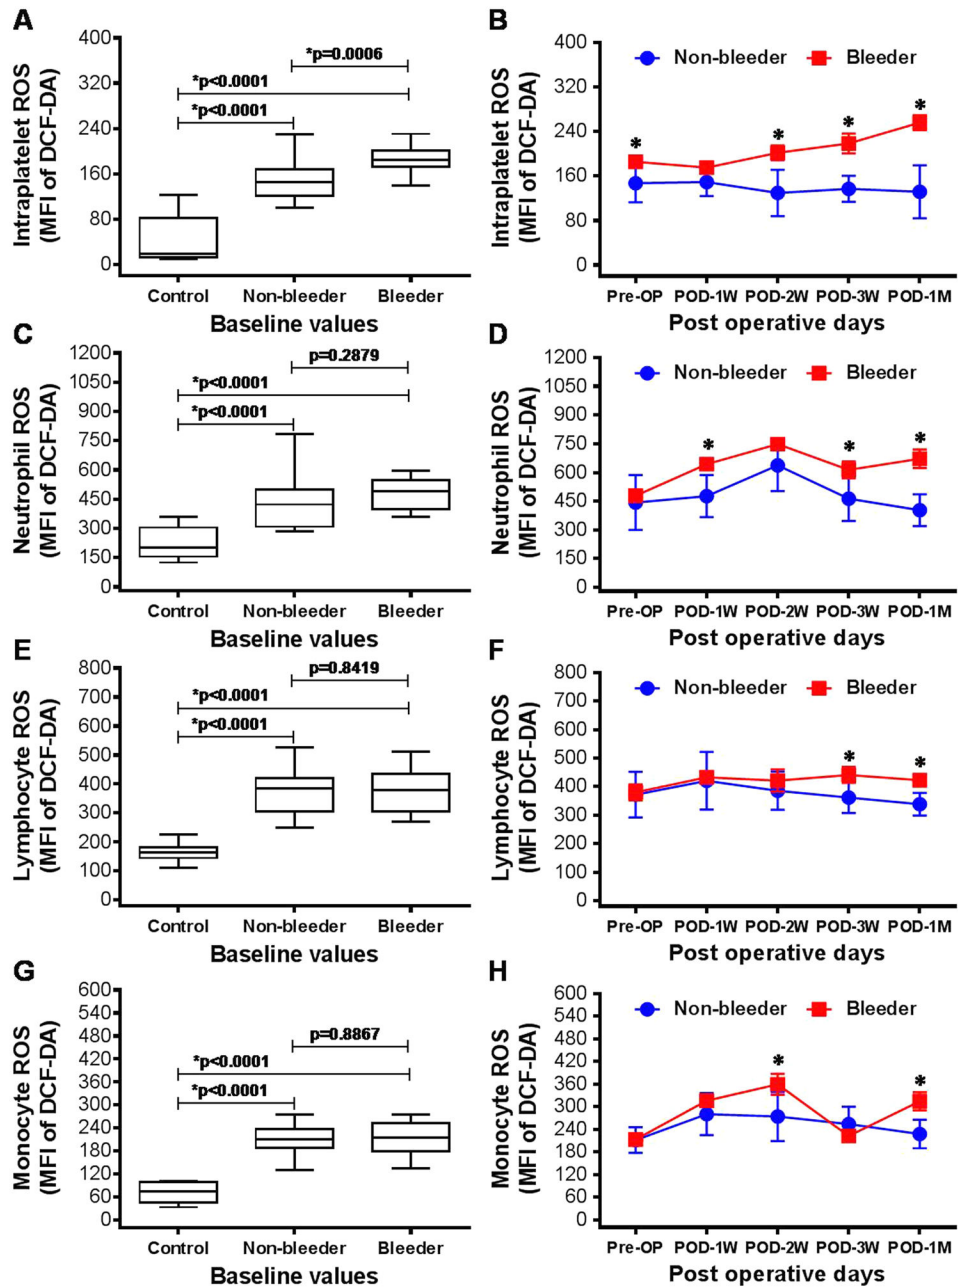 A
Intraplatelet ROS
(MFI of DCF-DA)
400
320
240
160
80
0
*p=0.0006
*p<0.0001
*p<0.0001
Control Non-bleeder Bleeder
Baseline values
B
Intraplatelet ROS
(MFI of DCF-DA)
400
320
240
160
80
0
Non-bleeder Bleeder
* * * *
Pre-OP POD-1W POD-2W POD-3W POD-1M
Post operative days
C
Neutrophil ROS
(MFI of DCF-DA)
1200
1050
900
750
600
450
300
150
0
p=0.2879
*p<0.0001
*p<0.0001
Control Non-bleeder Bleeder
Baseline values
D
Neutrophil ROS
(MFI of DCF-DA)
1200
1050
900
750
600
450
300
150
0
Non-bleeder Bleeder
* * *
Pre-OP POD-1W POD-2W POD-3W POD-1M
Post operative days
E
Lymphocyte ROS
(MFI of DCF-DA)
800
700
600
500
400
300
200
100
0
p=0.8419
*p<0.0001
*p<0.0001
Control Non-bleeder Bleeder
Baseline values
F
Lymphocyte ROS
(MFI of DCF-DA)
800
700
600
500
400
300
200
100
0
Non-bleeder Bleeder
* *
Pre-OP POD-1W POD-2W POD-3W POD-1M
Post operative days
G
Monocyte ROS
(MFI of DCF-DA)
600
540
480
420
360
300
240
180
120
60
0
p=0.8867
*p<0.0001
*p<0.0001
Control Non-bleeder Bleeder
Baseline values
H
Monocyte ROS
(MFI of DCF-DA)
600
540
480
420
360
300
240
180
120
60
0
Non-bleeder Bleeder
* *
Pre-OP POD-1W POD-2W POD-3W POD-1M
Post operative days